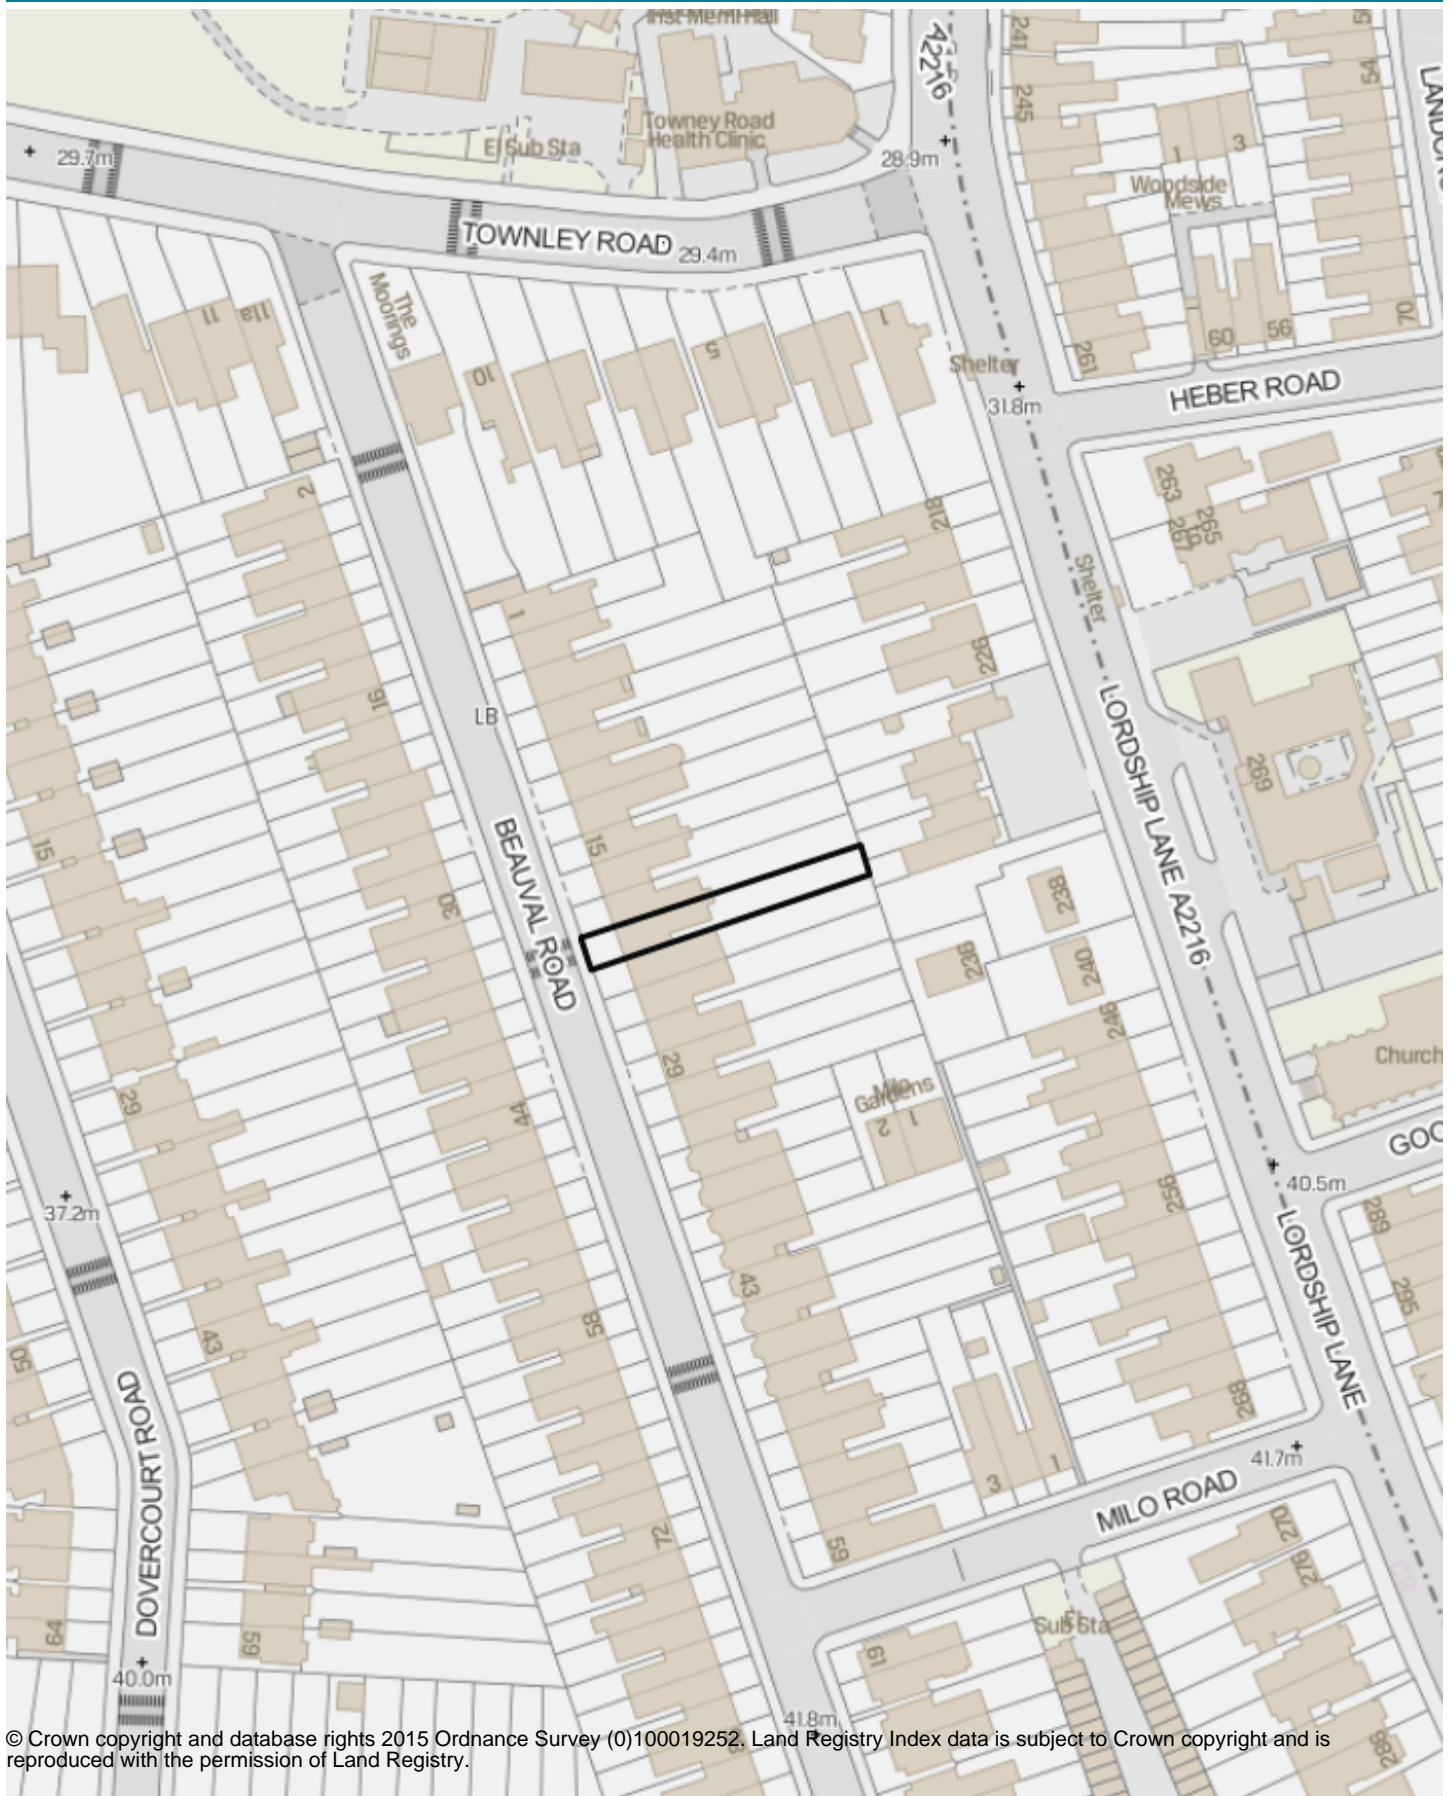 Inst Meml Hall
A2216
241
245
54
Towney Road
Health Clinic
El Sub Sta
29.7m
28.9m
1
3
Woodside
Mews
TOWNLEY ROAD
29.4m
The
Moorings
11
11a
10
5
1
Shelter
261
60
56
70
31.8m
HEBER ROAD
2
218
263
265
267
Shelter
1
226
16
LB
LORDSHIP LANE A2216
269
15
15
BEAUVAL ROAD
30
238
236
240
246
Church
29
29
Milo
Gardens
2
1
44
GOO
40.5m
37.2m
256
289
43
58
LORDSHIP LANE
295
43
50
268
DOVERCOURT ROAD
41.7m
3
1
MILO ROAD
72
65
270
276
64
59
El
Sub Sta
61
40.0m
41.8m
286
© Crown copyright and database rights 2015 Ordnance Survey (0)100019252. Land Registry Index data is subject to Crown copyright and is
reproduced with the permission of Land Registry.